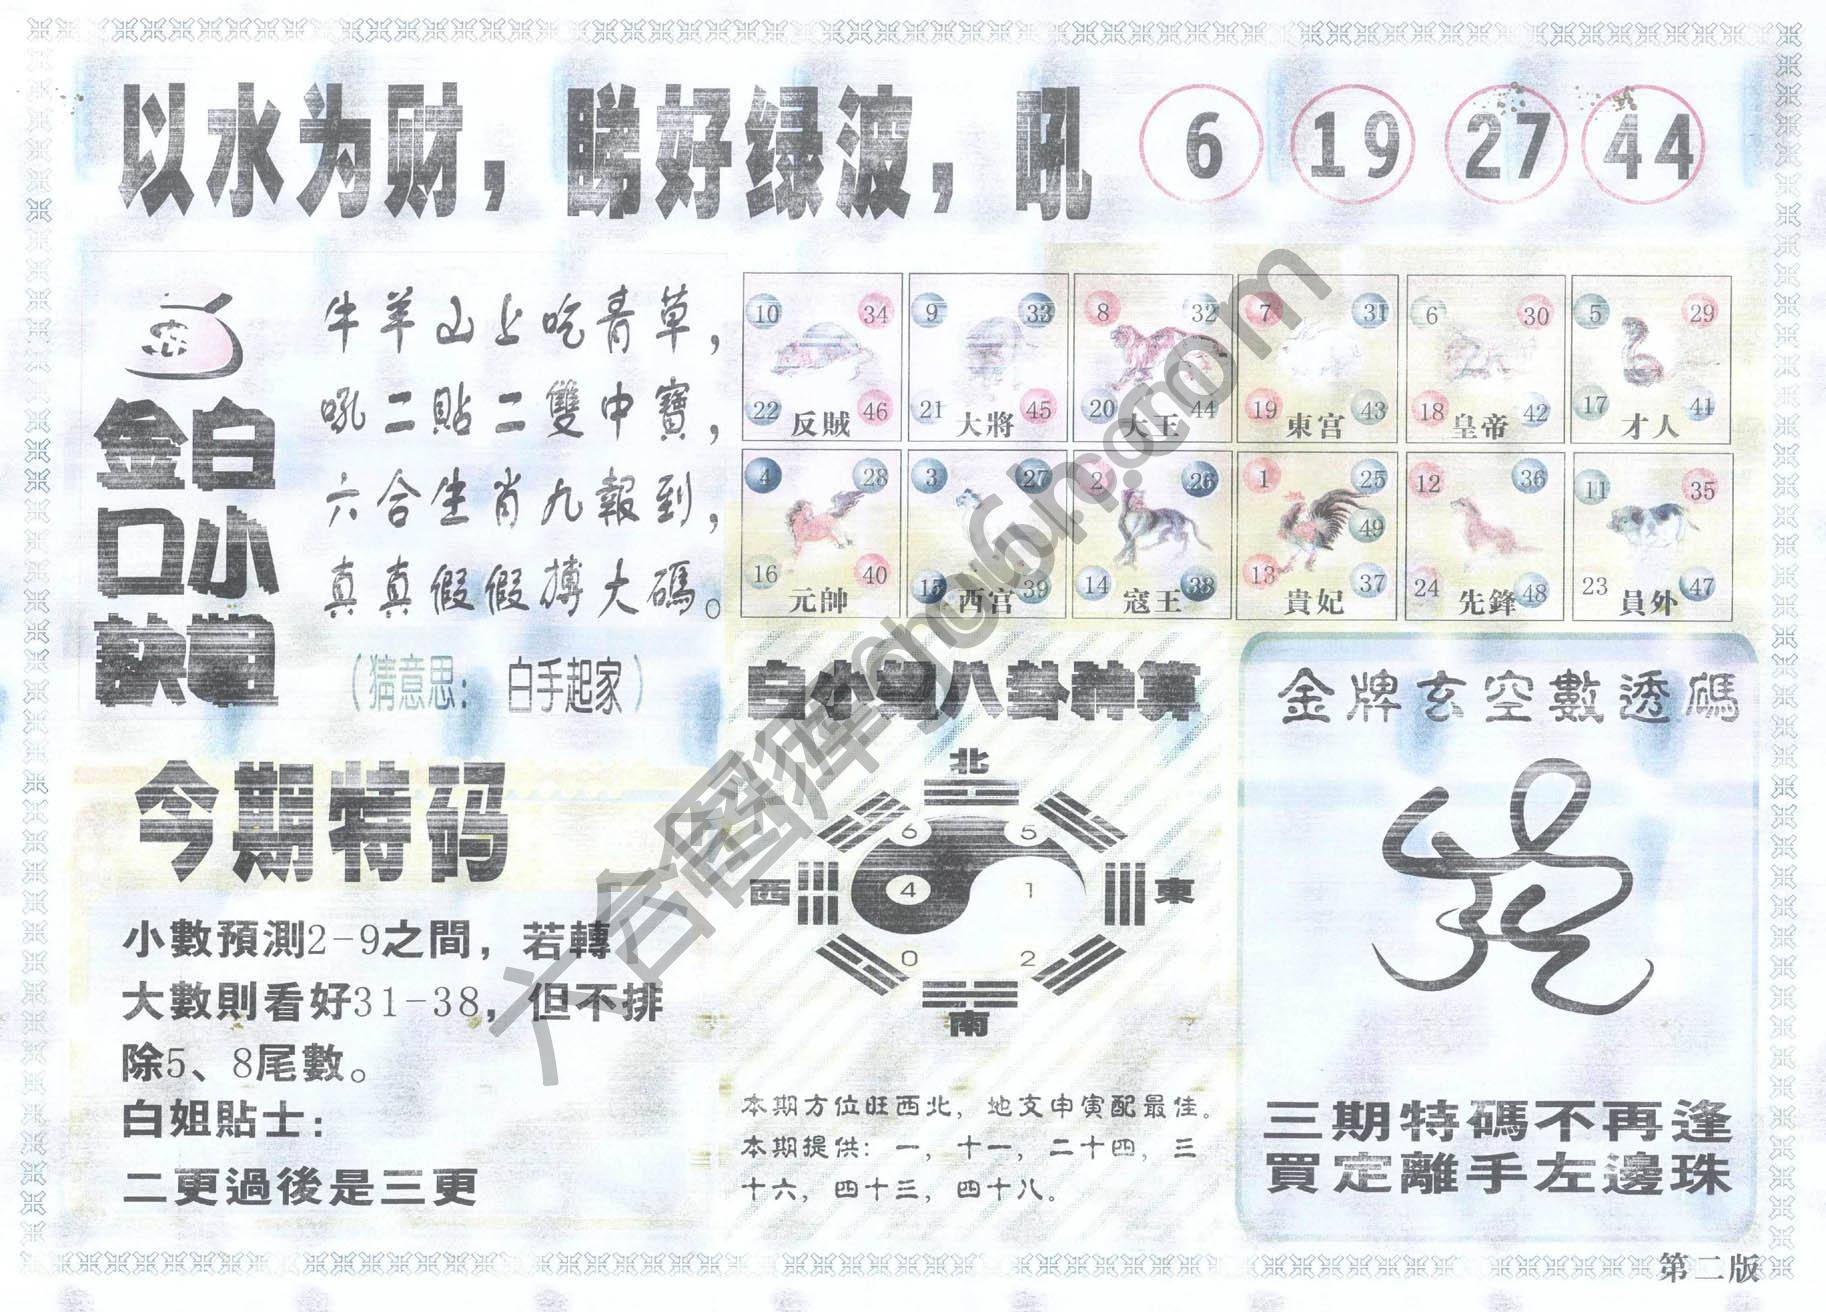 以水为财，睇好绿波，吼 6 19 27 44
白小姐
金口訣
牛羊山上吃青草，
吼二貼二雙中寶，
六合生肖九報到，
真真假假搏大碼。
（猜意思： 白手起家）
10 34 22 46 反賊
9 33 21 45 大將
8 32 20 44 大王
7 31 19 43 東宫
6 30 18 42 皇帝
5 29 17 41 才人
4 28 16 40 元帥
3 27 15 39 西宫
2 26 14 38 寇王
1 25 49 13 37 貴妃
12 36 24 48 先鋒
11 35 23 47 員外
今期特码
小數預測2-9之間，若轉
大數則看好31-38，但不排
除5、8尾數。
白姐貼士：
二更過後是三更
白小姐八卦神算
北
6 5
西 4 1 東
0 2
南
本期方位旺西北，地支申寅配最佳。
本期提供：一，十一，二十四，三
十六，四十三，四十八。
金牌玄空數透碼
三期特碼不再逢
買定離手左邊珠
第二版